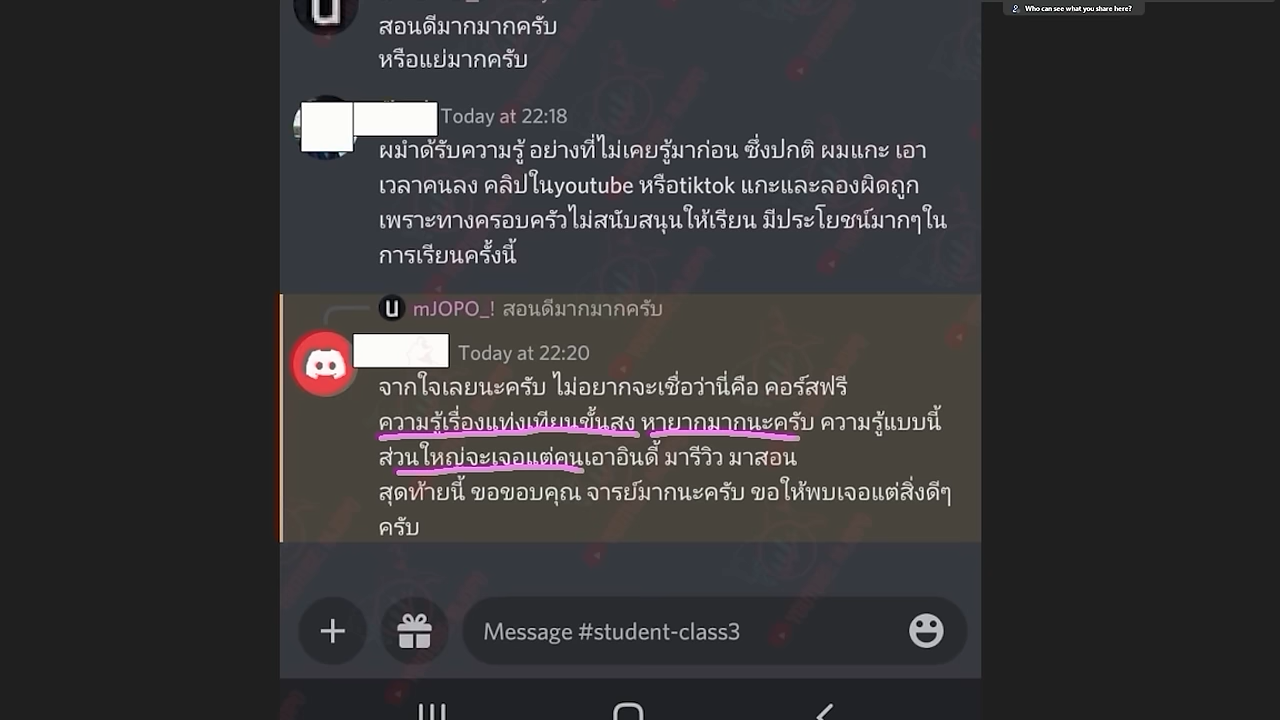 Who can see what you share here?
สอนดีมากมากครับ
หรือแย่มากครับ
Today at 22:18
ผมำด้รับความรู้ อย่างที่ไม่เคยรู้มาก่อน ซึ่งปกติ ผมแกะ เอา
เวลาคนลง คลิปในyoutube หรือtiktok แกะและลองผิดถูก
เพราะทางครอบครัวไม่สนับสนุนให้เรียน มีประโยชน์มากๆใน
การเรียนครั้งนี้
mJOPO_! สอนดีมากมากครับ
Today at 22:20
จากใจเลยนะครับ ไม่อยากจะเชื่อว่านี่คือ คอร์สฟรี
ความรู้เรื่องแท่งเทียนขั้นสูง หายากมากนะครับ ความรู้แบบนี้
ส่วนใหญ่จะเจอแต่คนเอาอินดี้ มารีวิว มาสอน
สุดท้ายนี้ ขอขอบคุณ จารย์มากนะครับ ขอให้พบเจอแต่สิ่งดีๆ
ครับ
Message #student-class3